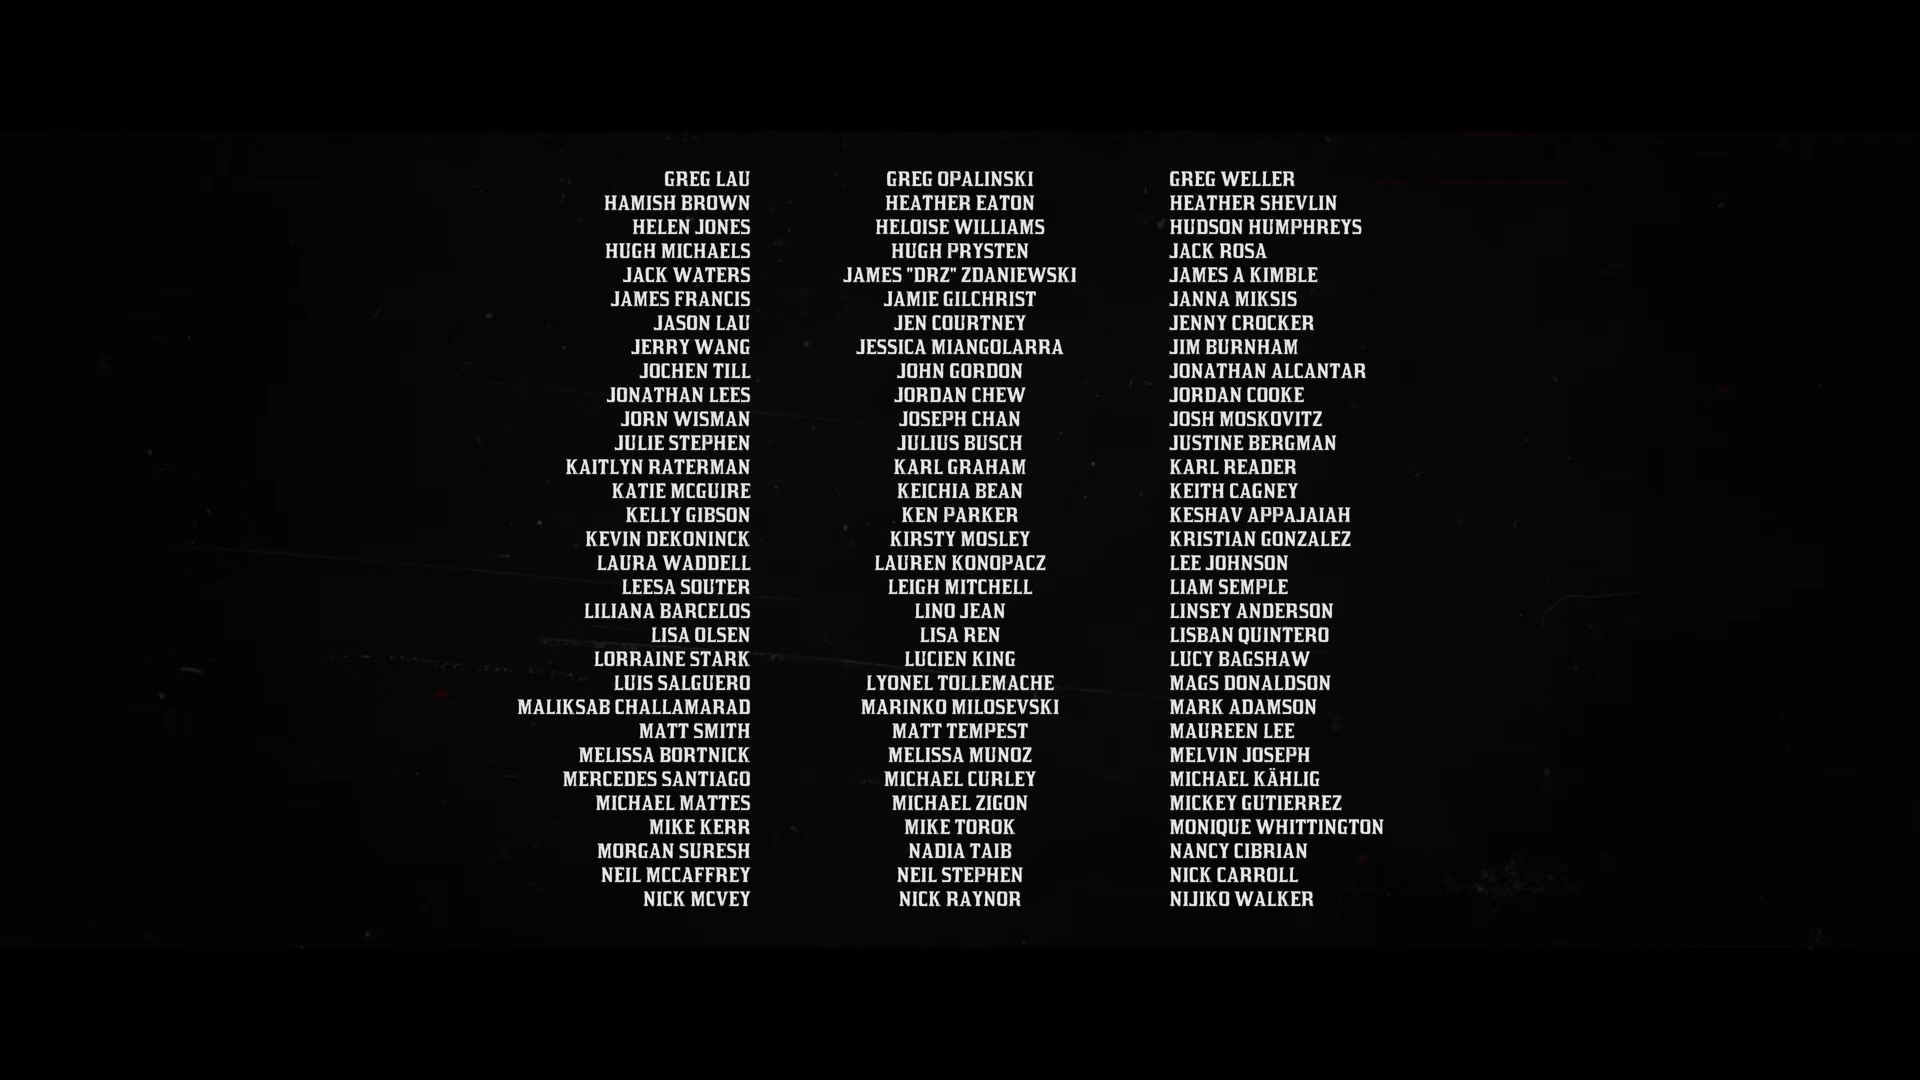 GREG LAU GREG OPALINSKI GREG WELLER
HAMISH BROWN HEATHER EATON HEATHER SHEVLIN
HELEN JONES HELOISE WILLIAMS HUDSON HUMPHREYS
HUGH MICHAELS HUGH PRYSTEN JACK ROSA
JACK WATERS JAMES "DRZ" ZDANIEWSKI JAMES A KIMBLE
JAMES FRANCIS JAMIE GILCHRIST JANNA MIKSIS
JASON LAU JEN COURTNEY JENNY CROCKER
JERRY WANG JESSICA MIANGOLARRA JIM BURNHAM
JOCHEN TILL JOHN GORDON JONATHAN ALCANTAR
JONATHAN LEES JORDAN CHEW JORDAN COOKE
JORN WISMAN JOSEPH CHAN JOSH MOSKOVITZ
JULIE STEPHEN JULIUS BUSCH JUSTINE BERGMAN
KAITLYN RATERMAN KARL GRAHAM KARL READER
KATIE MCGUIRE KEICHIA BEAN KEITH CAGNEY
KELLY GIBSON KEN PARKER KESHAV APPAJAIAH
KEVIN DEKONINCK KIRSTY MOSLEY KRISTIAN GONZALEZ
LAURA WADDELL LAUREN KONOPACZ LEE JOHNSON
LEESA SOUTER LEIGH MITCHELL LIAM SEMPLE
LILIANA BARCELOS LINO JEAN LINSEY ANDERSON
LISA OLSEN LISA REN LISBAN QUINTERO
LORRAINE STARK LUCIEN KING LUCY BAGSHAW
LUIS SALGUERO LYONEL TOLLEMACHE MAGS DONALDSON
MALIKSAB CHALLAMARAD MARINKO MILOSEVSKI MARK ADAMSON
MATT SMITH MATT TEMPEST MAUREEN LEE
MELISSA BORTNICK MELISSA MUNOZ MELVIN JOSEPH
MERCEDES SANTIAGO MICHAEL CURLEY MICHAEL KÄHLIG
MICHAEL MATTES MICHAEL ZIGON MICKEY GUTIERREZ
MIKE KERR MIKE TOROK MONIQUE WHITTINGTON
MORGAN SURESH NADIA TAIB NANCY CIBRIAN
NEIL MCCAFFREY NEIL STEPHEN NICK CARROLL
NICK MCVEY NICK RAYNOR NIJIKO WALKER